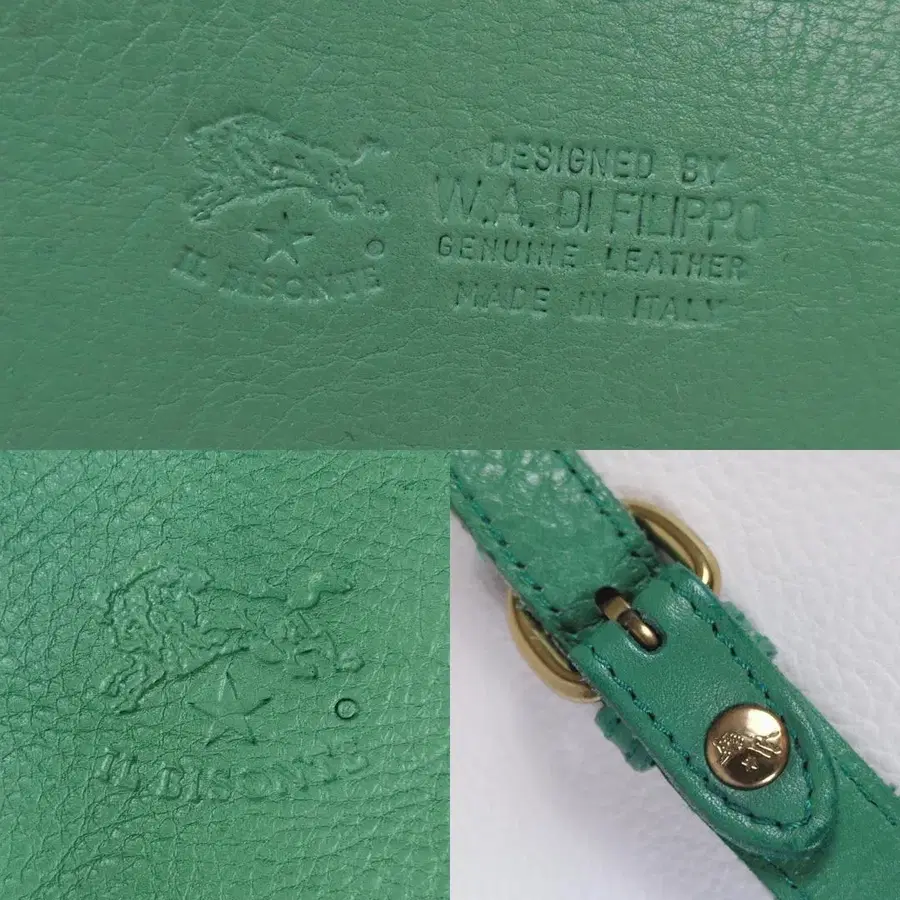 IL BISONTE
DESIGNED BY
W.A. DI FILIPPO
GENUINE LEATHER
MADE IN ITALY
IL BISONTE